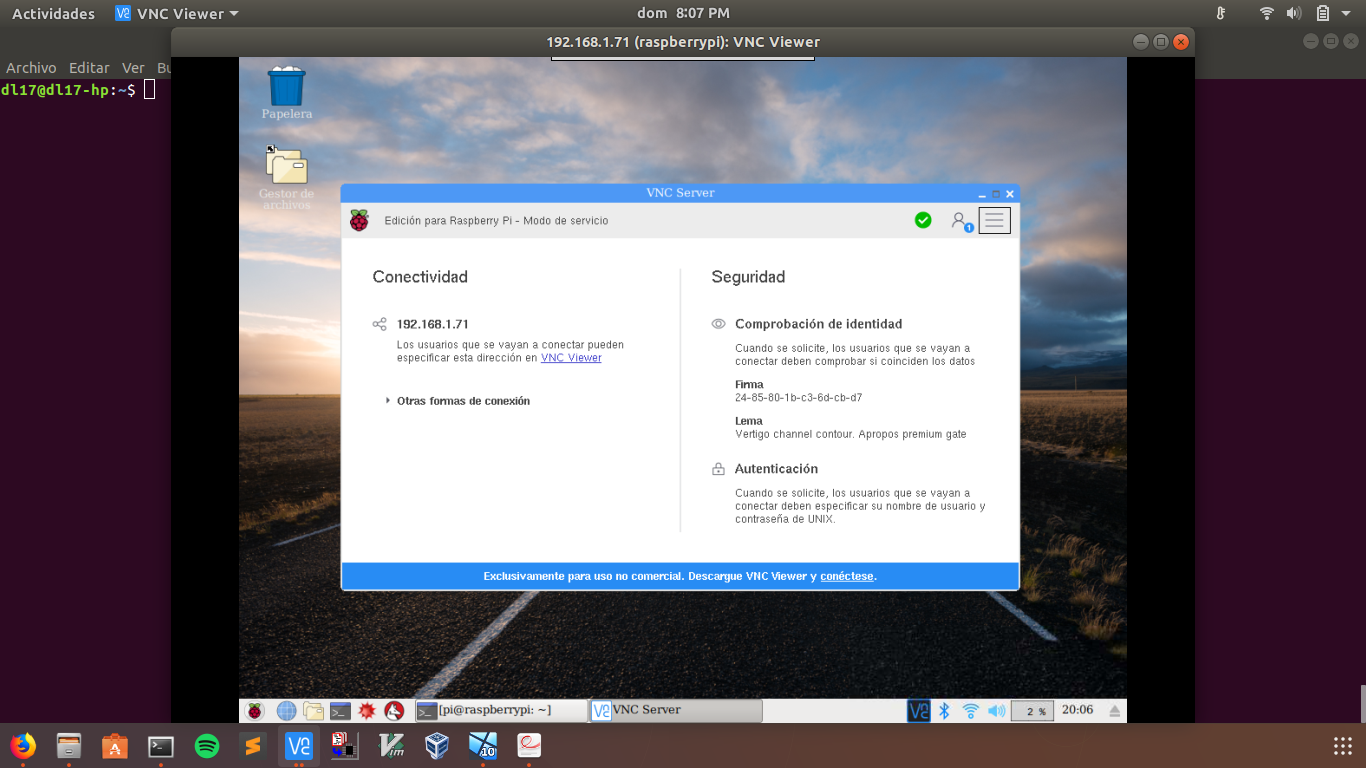 Actividades VNC Viewer dom 8:07 PM
192.168.1.71 (raspberrypi): VNC Viewer
Archivo Editar Ver Bu
dl17@dl17-hp:~$
Papelera
Gestor de
archivos
VNC Server
Edición para Raspberry Pi - Modo de servicio
1
Conectividad
192.168.1.71
Los usuarios que se vayan a conectar pueden
especificar esta dirección en VNC Viewer
Otras formas de conexión
Seguridad
Comprobación de identidad
Cuando se solicite, los usuarios que se vayan a
conectar deben comprobar si coinciden los datos
Firma
24-85-80-1b-c3-6d-cb-d7
Lema
Vertigo channel contour. Apropos premium gate
Autenticación
Cuando se solicite, los usuarios que se vayan a
conectar deben especificar su nombre de usuario y
contraseña de UNIX.
Exclusivamente para uso no comercial. Descargue VNC Viewer y conéctese.
[pi@raspberrypi: ~] VNC Server 2 % 20:06
Vim
10